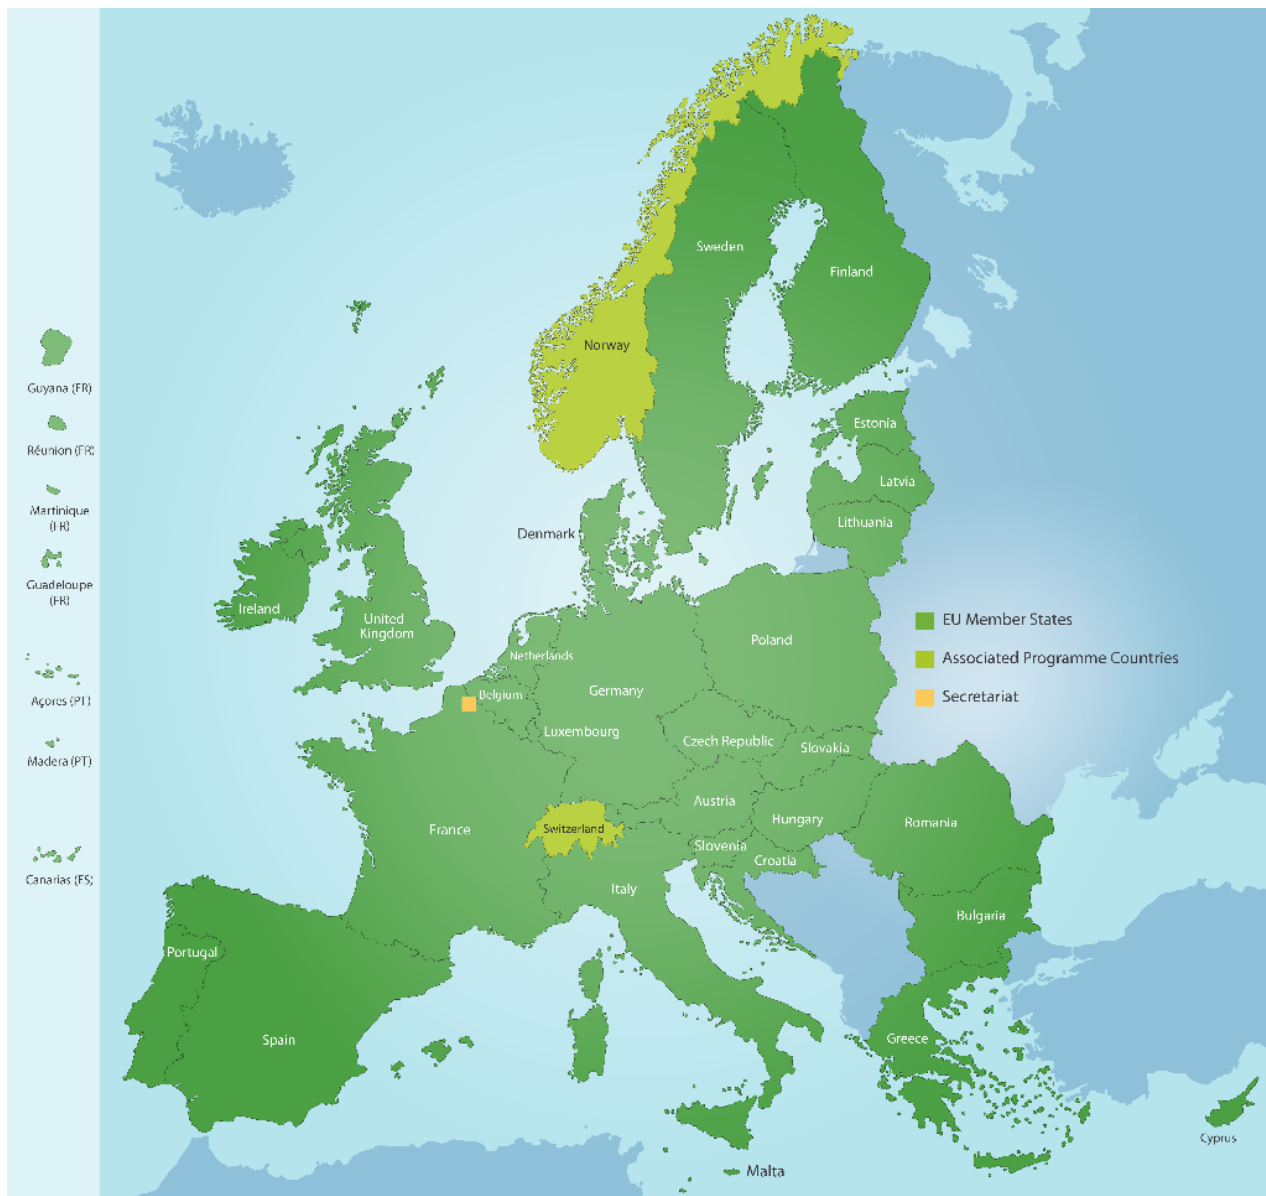 Guyana (FR)
Réunion (FR)
Martinique
(FR)
Guadeloupe
(FR)
Açores (PT)
Madera (PT)
Canarias (ES)
Sweden
Finland
Norway
Estonia
Latvia
Lithuania
Denmark
Ireland
United
Kingdom
Netherlands
Poland
Belgium
Germany
Luxembourg
Czech Republic
Slovakia
Austria
Hungary
Romania
France
Switzerland
Slovenia
Croatia
Italy
Bulgaria
Portugal
Spain
Greece
Cyprus
Malta
EU Member States
Associated Programme Countries
Secretariat